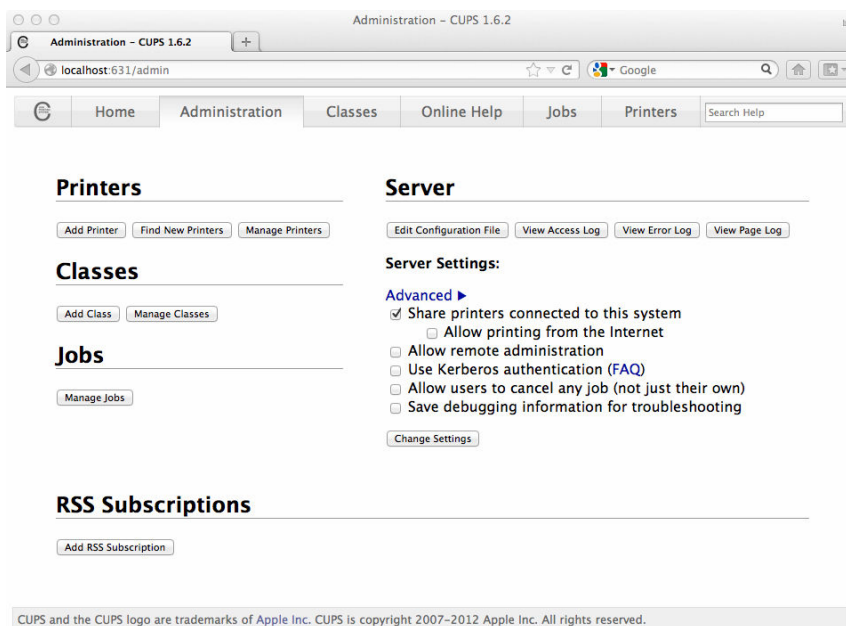 Administration - CUPS 1.6.2
Administration - CUPS 1.6.2 +
localhost:631/admin Google
Home Administration Classes Online Help Jobs Printers Search Help
Printers
Add Printer Find New Printers Manage Printers
Classes
Add Class Manage Classes
Jobs
Manage Jobs
Server
Edit Configuration File View Access Log View Error Log View Page Log
Server Settings:
Advanced ▶
Share printers connected to this system
Allow printing from the Internet
Allow remote administration
Use Kerberos authentication (FAQ)
Allow users to cancel any job (not just their own)
Save debugging information for troubleshooting
Change Settings
RSS Subscriptions
Add RSS Subscription
CUPS and the CUPS logo are trademarks of Apple Inc. CUPS is copyright 2007-2012 Apple Inc. All rights reserved.